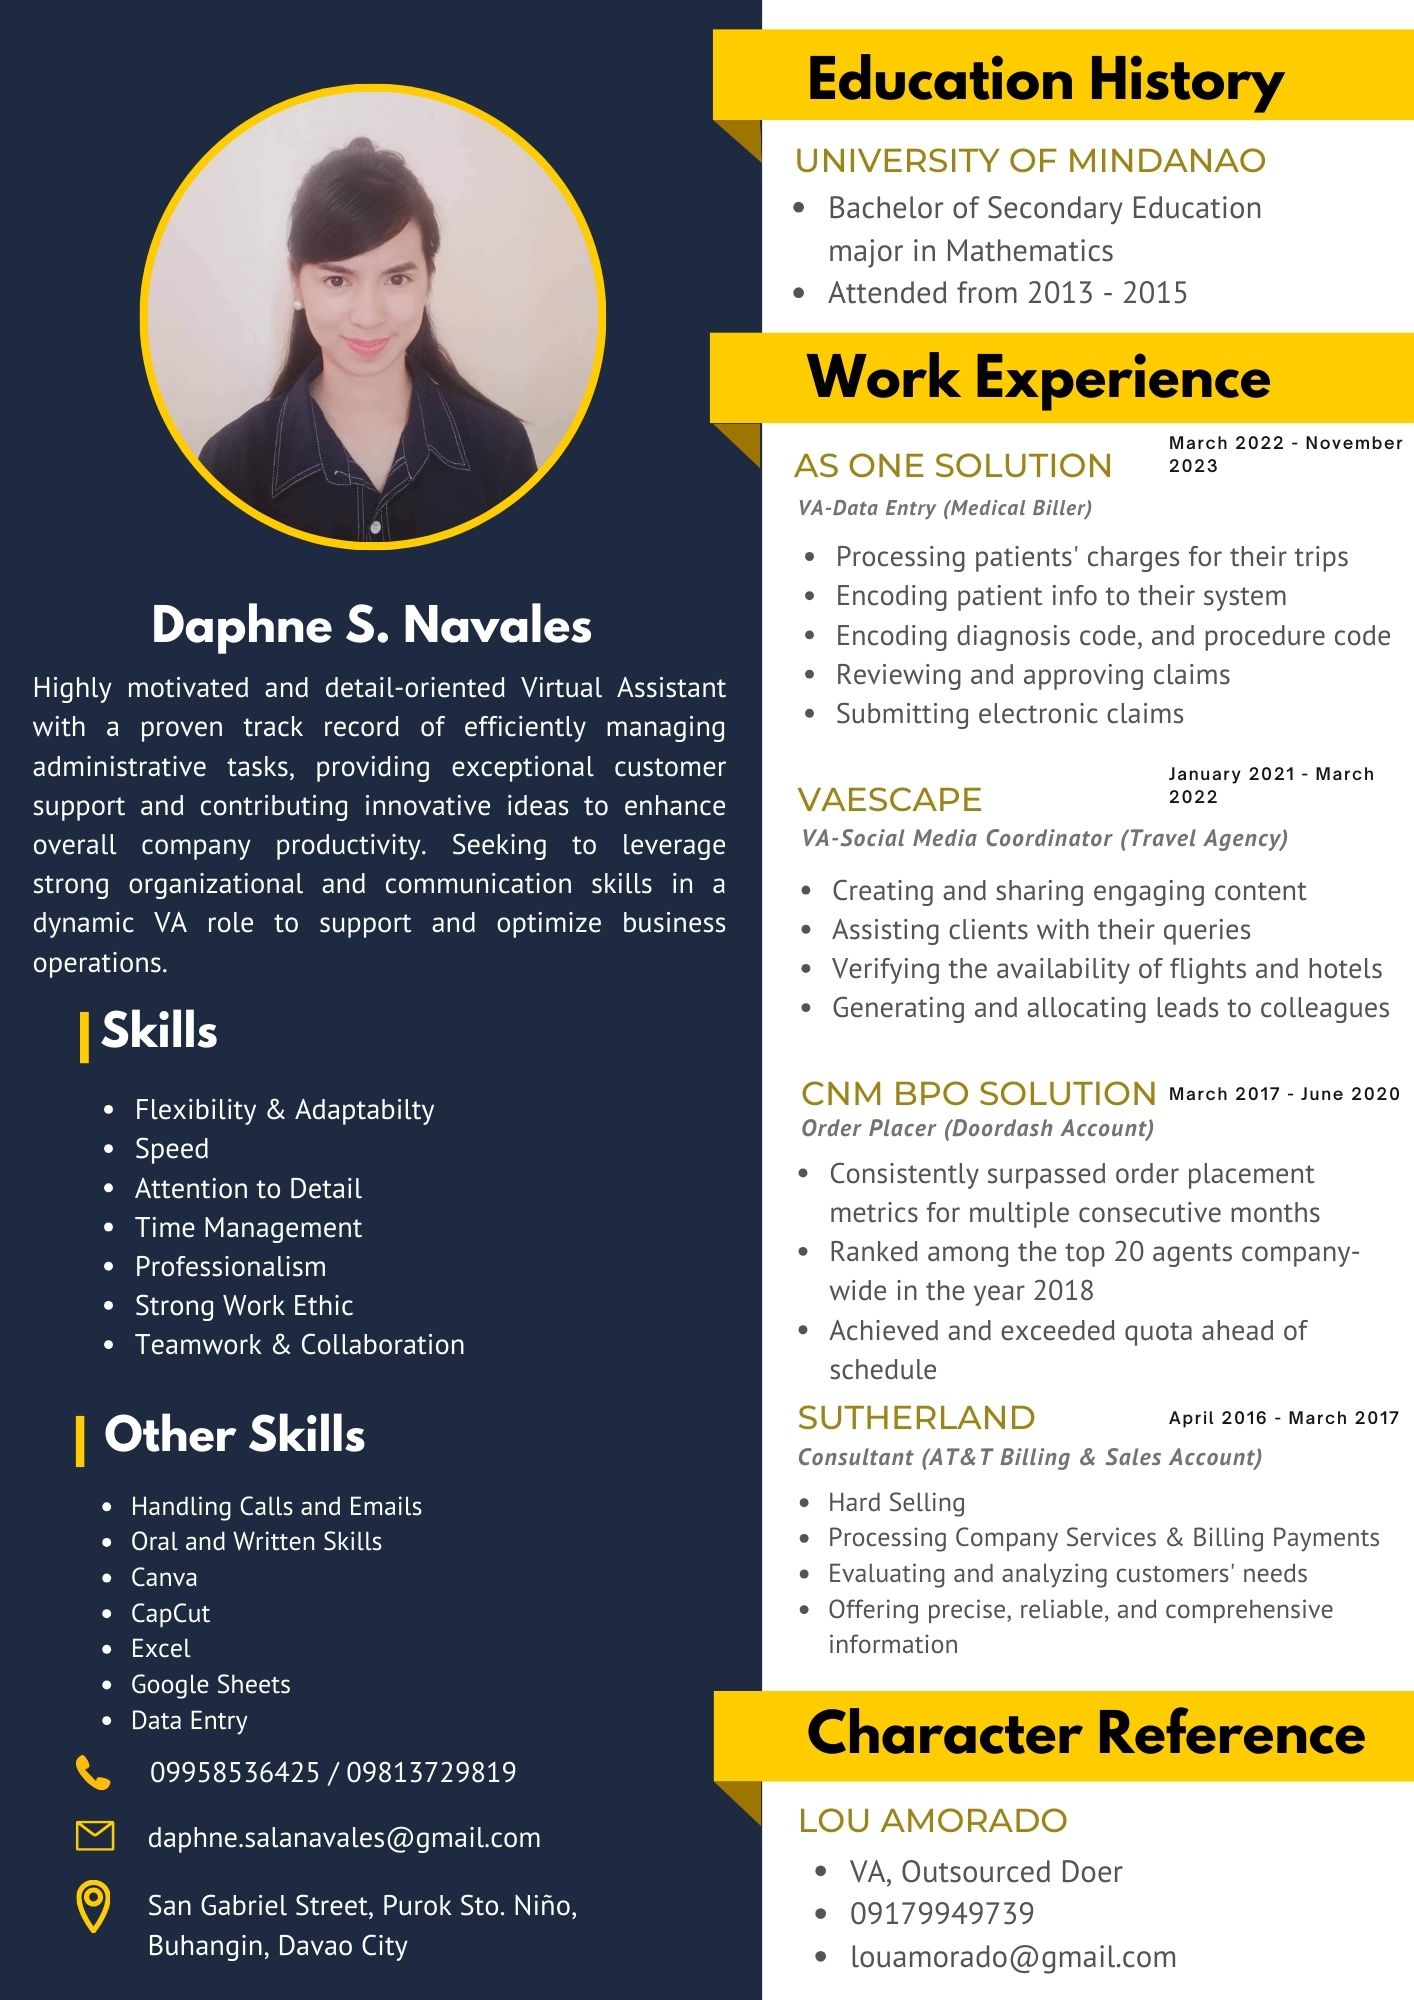 Daphne S. Navales
Highly motivated and detail-oriented Virtual Assistant
with a proven track record of efficiently managing
administrative tasks, providing exceptional customer
support and contributing innovative ideas to enhance
overall company productivity. Seeking to leverage
strong organizational and communication skills in a
dynamic VA role to support and optimize business
operations.
Skills
• Flexibility & Adaptabilty
• Speed
• Attention to Detail
• Time Management
• Professionalism
• Strong Work Ethic
• Teamwork & Collaboration
Other Skills
• Handling Calls and Emails
• Oral and Written Skills
• Canva
• CapCut
• Excel
• Google Sheets
• Data Entry
09958536425 / 09813729819
daphne.salanavales@gmail.com
San Gabriel Street, Purok Sto. Niño,
Buhangin, Davao City
Education History
UNIVERSITY OF MINDANAO
• Bachelor of Secondary Education
major in Mathematics
• Attended from 2013 - 2015
Work Experience
AS ONE SOLUTION
March 2022 - November
2023
VA-Data Entry (Medical Biller)
• Processing patients' charges for their trips
• Encoding patient info to their system
• Encoding diagnosis code, and procedure code
• Reviewing and approving claims
• Submitting electronic claims
VAESCAPE
January 2021 - March
2022
VA-Social Media Coordinator (Travel Agency)
• Creating and sharing engaging content
• Assisting clients with their queries
• Verifying the availability of flights and hotels
• Generating and allocating leads to colleagues
CNM BPO SOLUTION March 2017 - June 2020
Order Placer (Doordash Account)
• Consistently surpassed order placement
metrics for multiple consecutive months
• Ranked among the top 20 agents company-
wide in the year 2018
• Achieved and exceeded quota ahead of
schedule
SUTHERLAND April 2016 - March 2017
Consultant (AT&T Billing & Sales Account)
• Hard Selling
• Processing Company Services & Billing Payments
• Evaluating and analyzing customers' needs
• Offering precise, reliable, and comprehensive
information
Character Reference
LOU AMORADO
• VA, Outsourced Doer
• 09179949739
• louamorado@gmail.com